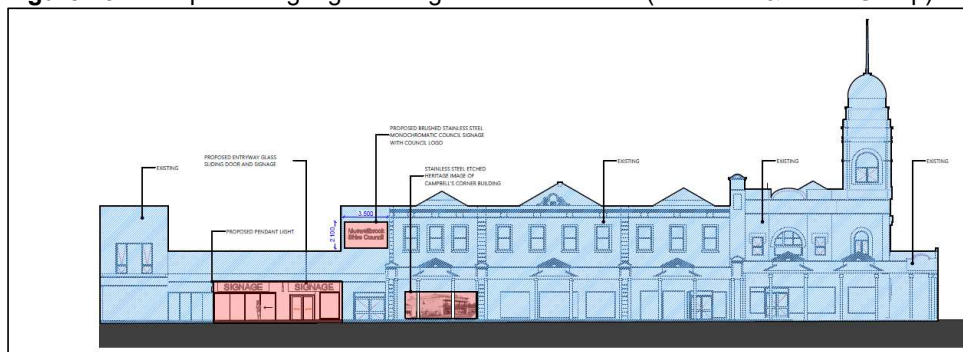 PROPOSED BRUSHED STAINLESS STEEL
MONOCHROMATIC COUNCIL SIGNAGE
WITH COUNCIL LOGO
PROPOSED ENTRYWAY GLASS
SLIDING DOOR AND SIGNAGE
STAINLESS STEEL ETCHED
HERITAGE IMAGE OF
CAMPBELL'S CORNER BUILDING
EXISTING
EXISTING
EXISTING
EXISTING
3.500
2.100
Muswellbrook
Shire Council
PROPOSED PENDANT LIGHT
SIGNAGE
SIGNAGE